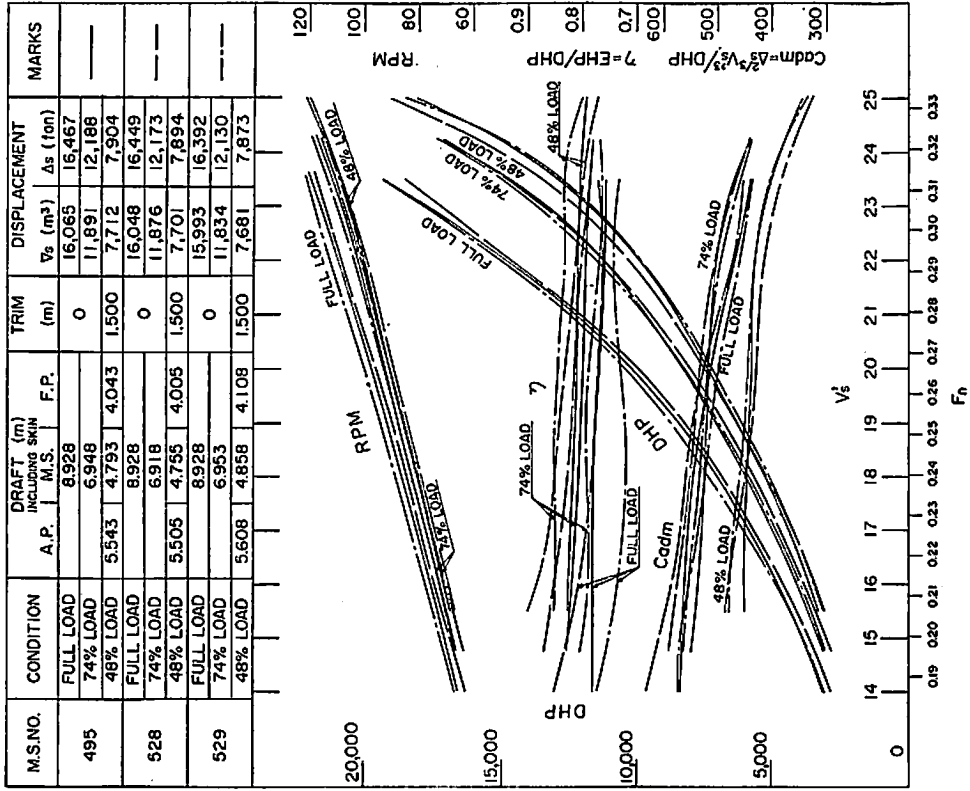 M.S.NO. CONDITION DRAFT (m) INCLUDING SKIN TRIM (m) DISPLACEMENT MARKS
A.P. M.S. F.P. ∇s (m³) Δs (ton)
495 FULL LOAD 8.928 0 16,065 16,467
74% LOAD 6.948 11,891 12,188
48% LOAD 5.543 4.793 4.043 1.500 7,712 7,904
528 FULL LOAD 8.928 0 16,048 16,449
74% LOAD 6.918 11,876 12,173
48% LOAD 5.505 4.755 4.005 1.500 7,701 7,894
529 FULL LOAD 8.928 0 15,993 16,392
74% LOAD 6.953 11,834 12,130
48% LOAD 5.608 4.858 4.108 1.500 7,681 7,873
20,000
15,000
10,000
5,000
0
DHP
120
110
100
90
80
70
60
RPM
0.9
0.8
0.7
η=EHP/DHP
600
500
400
300
Cadm=Δs^2/3 Vs^3/DHP
RPM
FULL LOAD
48% LOAD
74% LOAD
η
74% LOAD
48% LOAD
FULL LOAD
DHP
FULL LOAD
74% LOAD
48% LOAD
Cadm
74% LOAD
FULL LOAD
48% LOAD
14 15 16 17 18 19 20 21 22 23 24 25
Vs
0.19 0.20 0.21 0.22 0.23 0.24 0.25 0.26 0.27 0.28 0.29 0.30 0.31 0.32 0.33
Fn